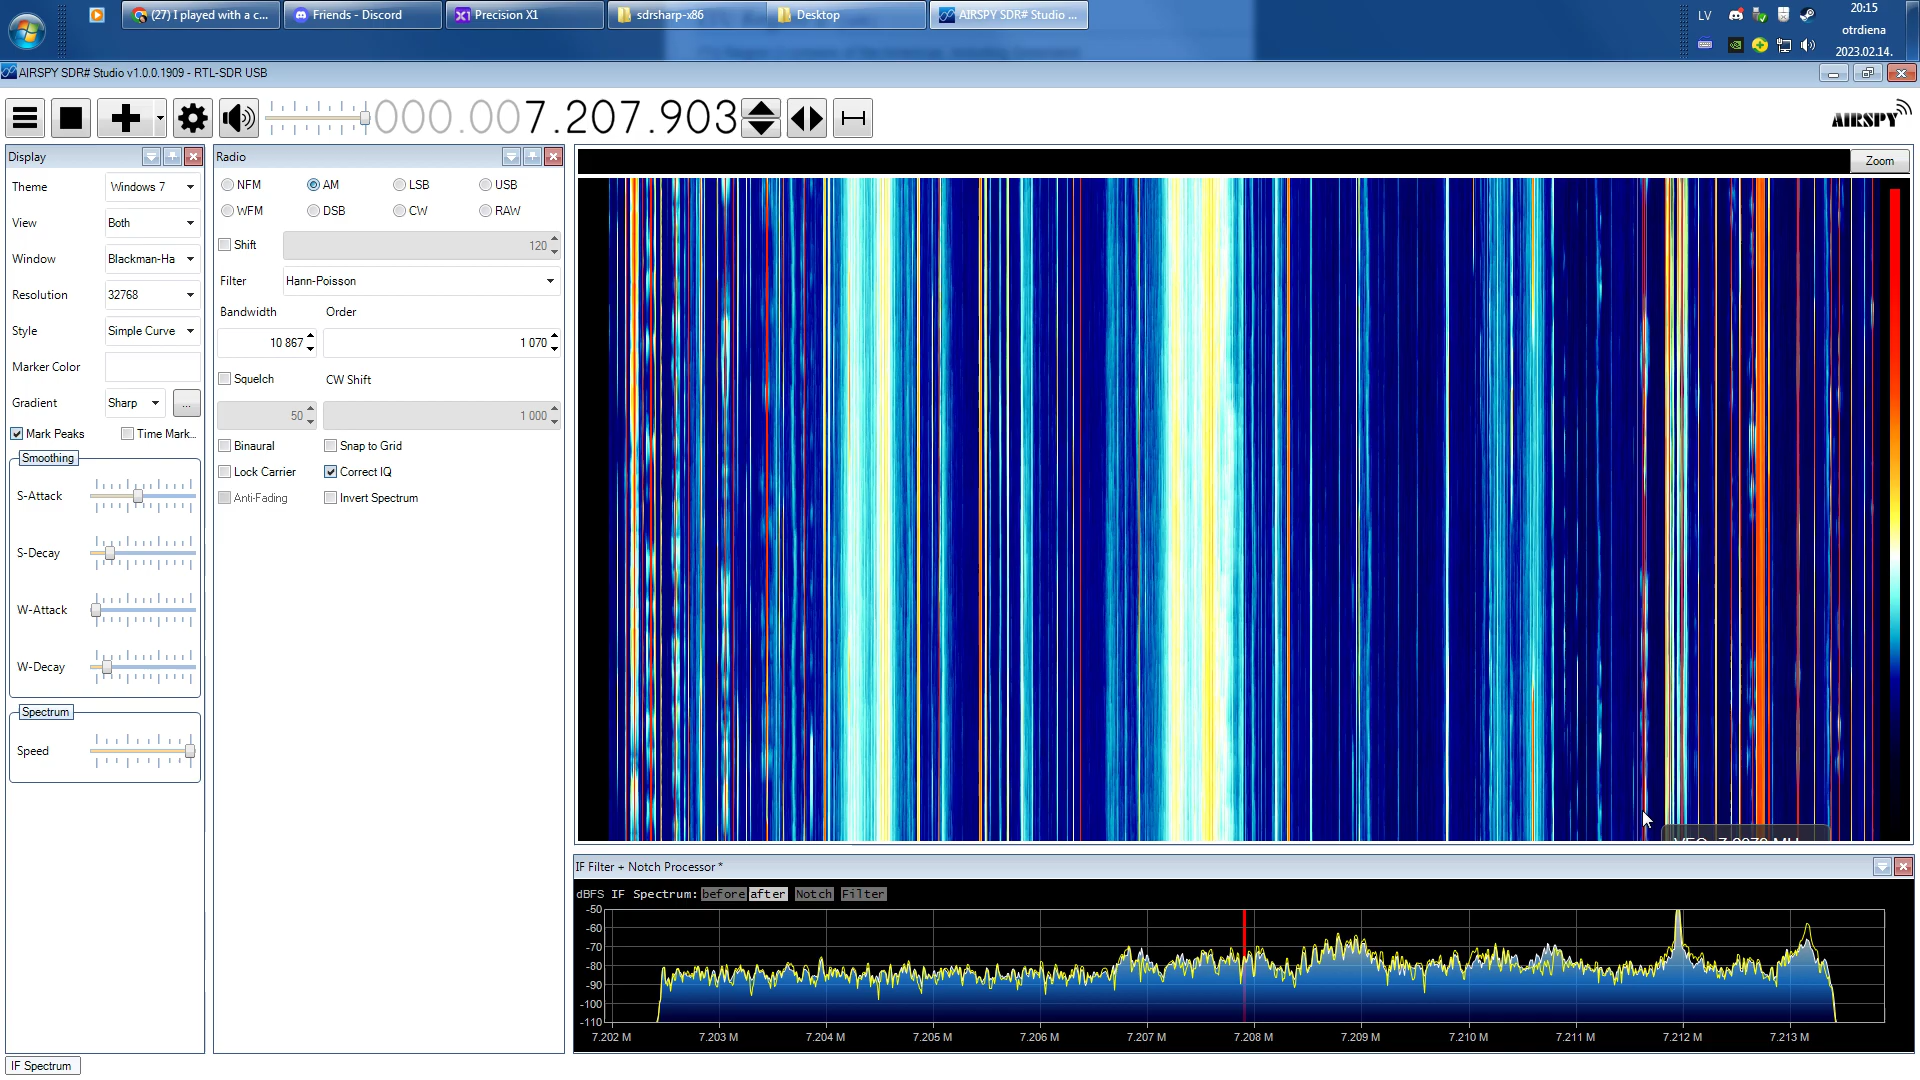 (27) I played with a c...
Friends - Discord
Precision X1
sdrsharp-x86
Desktop
AIRSPY SDR# Studio ...
LV
20:15
otrdiena
2023.02.14.
AIRSPY SDR# Studio v1.0.0.1909 - RTL-SDR USB
000.007.207.903
AIRSPY
Display
Theme
Windows 7
View
Both
Window
Blackman-Ha
Resolution
32768
Style
Simple Curve
Marker Color
Gradient
Sharp
...
Mark Peaks
Time Mark...
Smoothing
S-Attack
S-Decay
W-Attack
W-Decay
Spectrum
Speed
Radio
NFM
AM
LSB
USB
WFM
DSB
CW
RAW
Shift
120
Filter
Hann-Poisson
Bandwidth
Order
10 867
1 070
Squelch
CW Shift
50
1 000
Binaural
Snap to Grid
Lock Carrier
Correct IQ
Anti-Fading
Invert Spectrum
Zoom
IF Filter + Notch Processor *
dBFS IF Spectrum: before after Notch Filter
-50
-60
-70
-80
-90
-100
-110
7.202 M
7.203 M
7.204 M
7.205 M
7.206 M
7.207 M
7.208 M
7.209 M
7.210 M
7.211 M
7.212 M
7.213 M
IF Spectrum